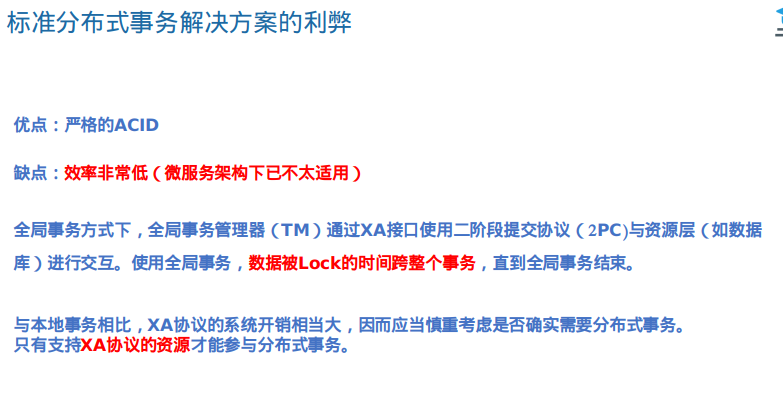 标准分布式事务解决方案的利弊
优点：严格的ACID
缺点：效率非常低（微服务架构下已不太适用）
全局事务方式下，全局事务管理器（TM）通过XA接口使用二阶段提交协议（2PC)与资源层（如数据
库）进行交互。使用全局事务，数据被Lock的时间跨整个事务，直到全局事务结束。
与本地事务相比，XA协议的系统开销相当大，因而应当慎重考虑是否确实需要分布式事务。
只有支持XA协议的资源才能参与分布式事务。